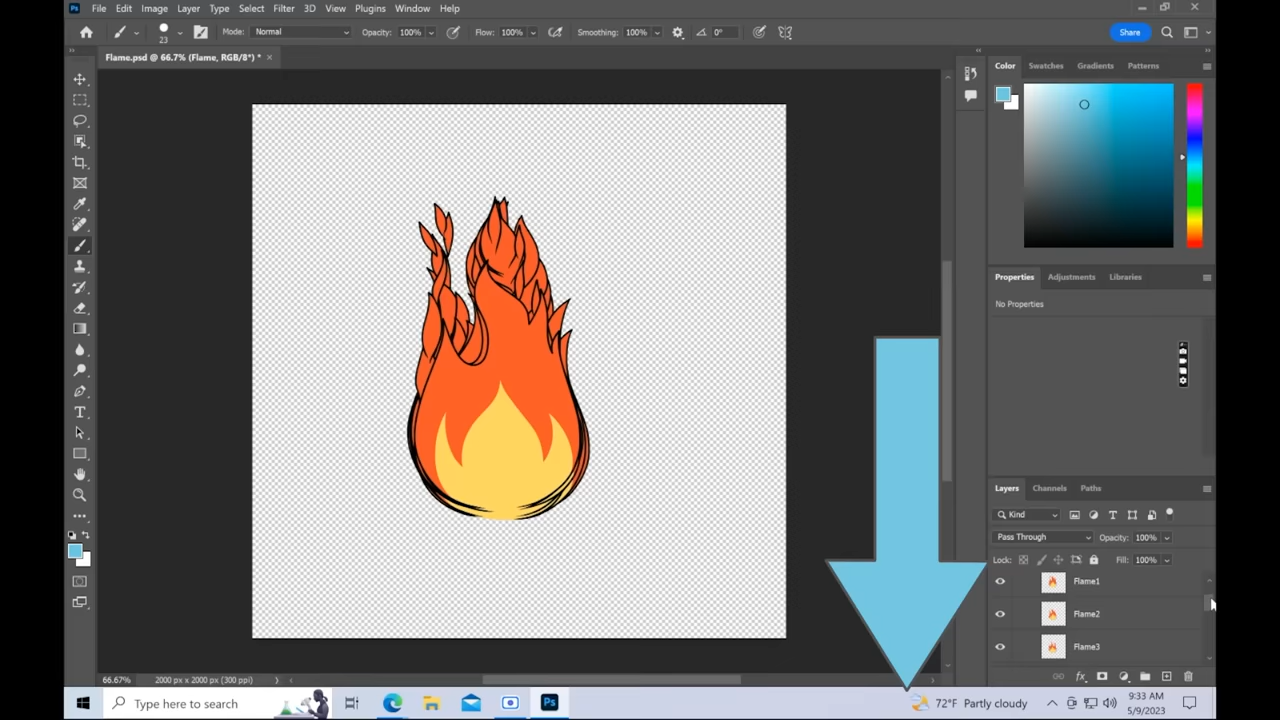 Ps File Edit Image Layer Type Select Filter 3D View Plugins Window Help
23 Mode: Normal Opacity: 100% Flow: 100% Smoothing: 100% 0° Share
Flame.psd @ 66.7% (Flame, RGB/8*) * ×
Color Swatches Gradients Patterns
Properties Adjustments Libraries
No Properties
T
Layers Channels Paths
Kind T
Pass Through Opacity: 100%
Lock: Fill: 100%
Flame1
Flame2
Flame3
fx
66.67% 2000 px x 2000 px (300 ppi)
Type here to search Ps 72°F Partly cloudy 9:33 AM
5/9/2023